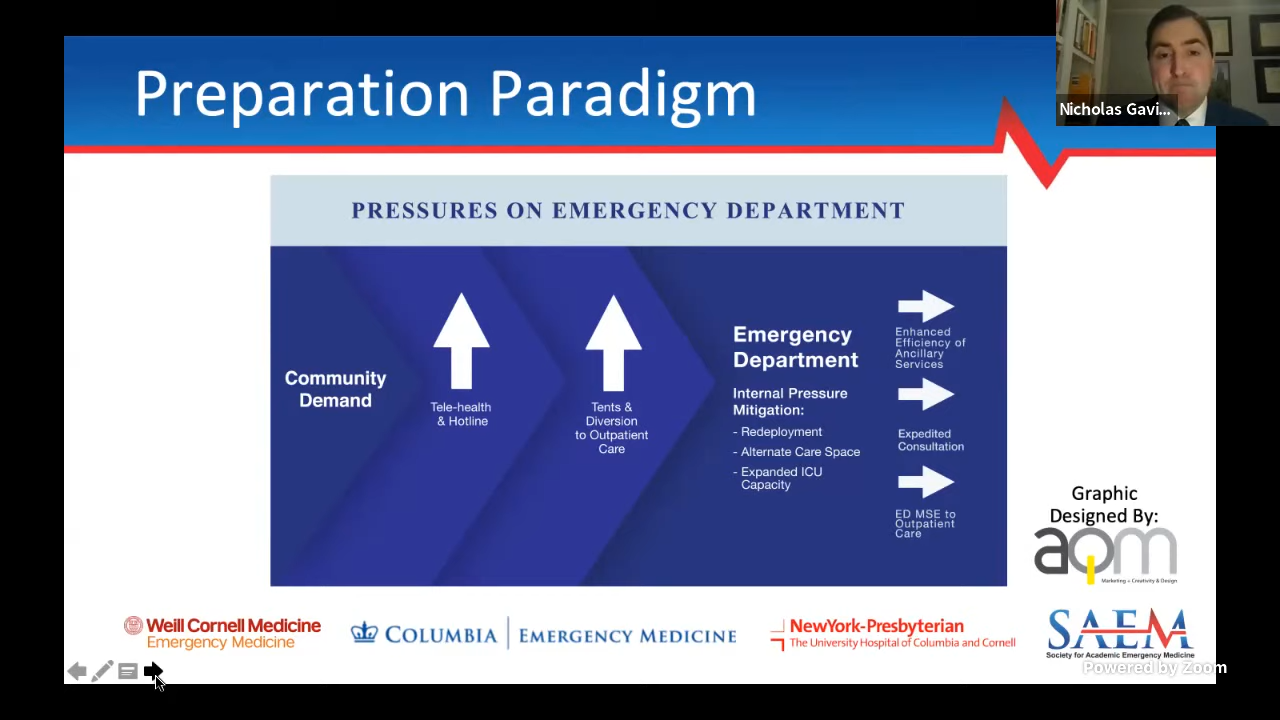 Preparation Paradigm
Nicholas Gavi...
PRESSURES ON EMERGENCY DEPARTMENT
Community
Demand
Tele-health
& Hotline
Tents &
Diversion
to Outpatient
Care
Emergency
Department
Internal Pressure
Mitigation:
- Redeployment
- Alternate Care Space
- Expanded ICU
Capacity
Enhanced
Efficiency of
Ancillary
Services
Expedited
Consultation
ED MSE to
Outpatient
Care
Graphic
Designed By:
aqm
Marketing + Creativity & Design
Weill Cornell Medicine
Emergency Medicine
COLUMBIA EMERGENCY MEDICINE
NewYork-Presbyterian
The University Hospital of Columbia and Cornell
SAEM
Society for Academic Emergency Medicine
Powered by Zoom